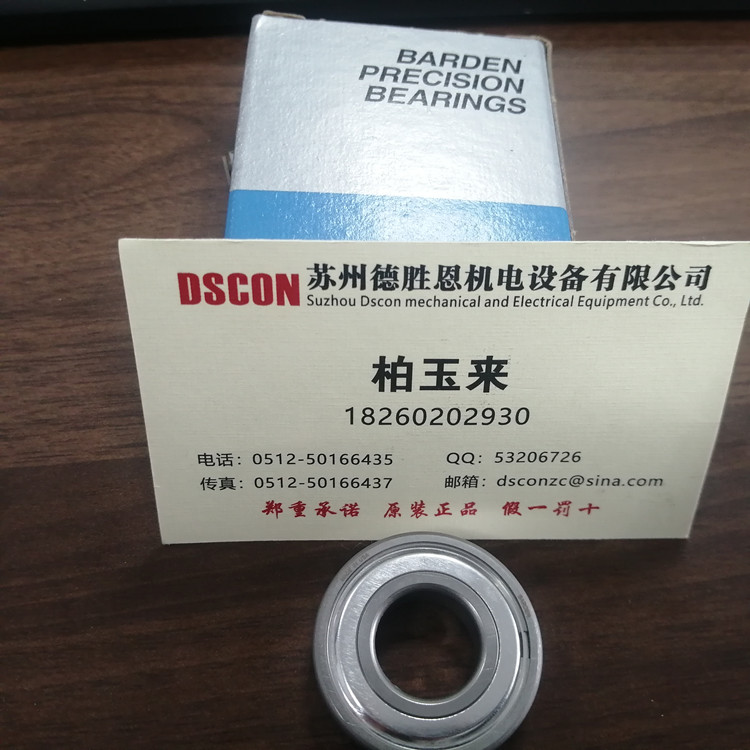 BARDEN
PRECISION
BEARINGS
DSCON 苏州德胜恩机电设备有限公司
Suzhou Dscon mechanical and Electrical Equipment Co., Ltd.
柏玉来
18260202930
电话：0512-50166435 QQ：53206726
传真：0512-50166437 邮箱：dsconzc@sina.com
郑重承诺 原装正品 假一罚十